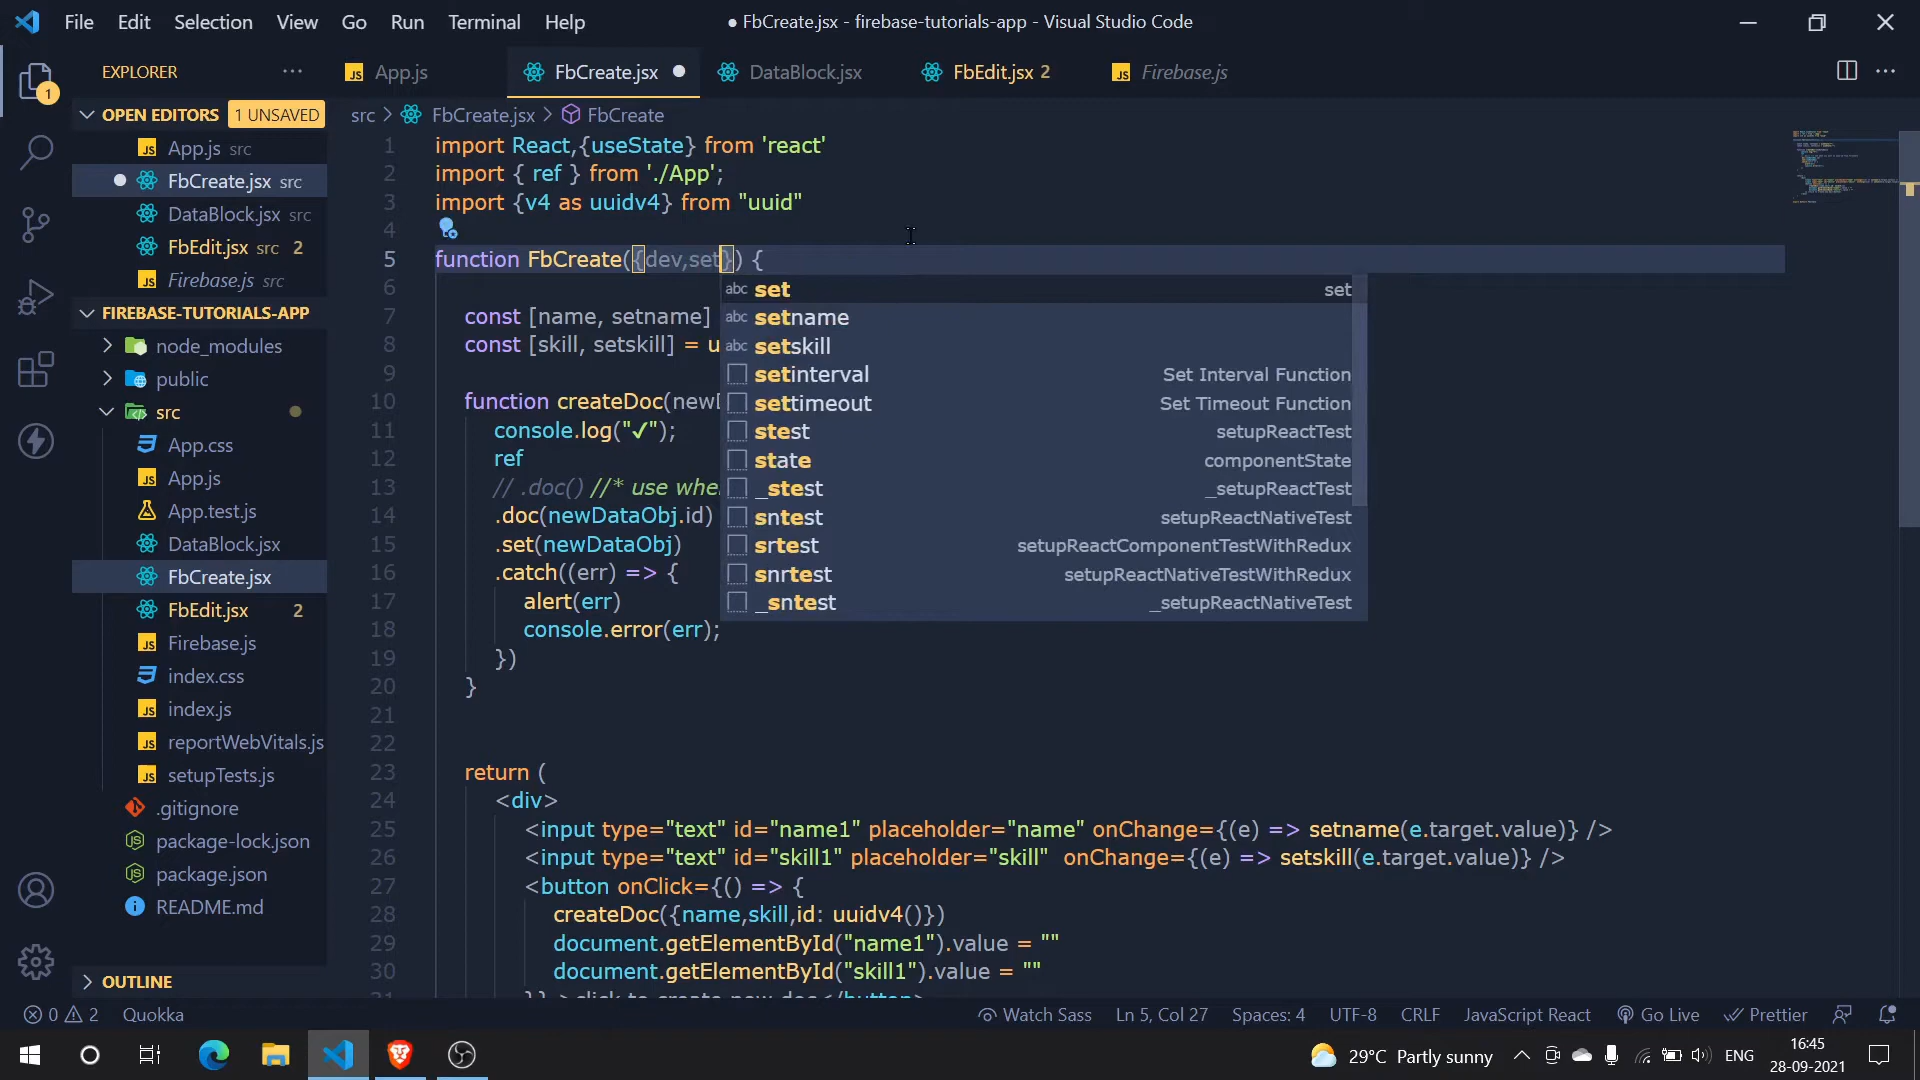 File Edit Selection View Go Run Terminal Help
● FbCreate.jsx - firebase-tutorials-app - Visual Studio Code
EXPLORER
App.js FbCreate.jsx DataBlock.jsx FbEdit.jsx 2 Firebase.js
OPEN EDITORS 1 UNSAVED
App.js src
FbCreate.jsx src
DataBlock.jsx src
FbEdit.jsx src 2
Firebase.js src
FIREBASE-TUTORIALS-APP
node_modules
public
src
App.css
App.js
App.test.js
DataBlock.jsx
FbCreate.jsx
FbEdit.jsx 2
Firebase.js
index.css
index.js
reportWebVitals.js
setupTests.js
.gitignore
package-lock.json
package.json
README.md
OUTLINE
src > FbCreate.jsx > FbCreate
1 import React,{useState} from 'react'
2 import { ref } from './App';
3 import {v4 as uuidv4} from "uuid"
4
5 function FbCreate({dev,set}) {
6
7 const [name, setname]
8 const [skill, setskill] = u
9
10 function createDoc(newD
11 console.log("✓");
12 ref
13 // .doc() //* use whe
14 .doc(newDataObj.id)
15 .set(newDataObj)
16 .catch((err) => {
17 alert(err)
18 console.error(err);
19 })
20 }
21
22
23 return (
24 <div>
25 <input type="text" id="name1" placeholder="name" onChange={(e) => setname(e.target.value)} />
26 <input type="text" id="skill1" placeholder="skill"  onChange={(e) => setskill(e.target.value)} />
27 <button onClick={() => {
28 createDoc({name,skill,id: uuidv4()})
29 document.getElementById("name1").value = ""
30 document.getElementById("skill1").value = ""
abc set set
abc setname
abc setskill
setinterval Set Interval Function
settimeout Set Timeout Function
stest setupReactTest
state componentState
_stest _setupReactTest
sntest setupReactNativeTest
srtest setupReactComponentTestWithRedux
snrtest setupReactNativeTestWithRedux
_sntest _setupReactNativeTest
0 2 Quokka Watch Sass Ln 5, Col 27 Spaces: 4 UTF-8 CRLF JavaScript React Go Live Prettier
29°C Partly sunny ENG 16:45
28-09-2021